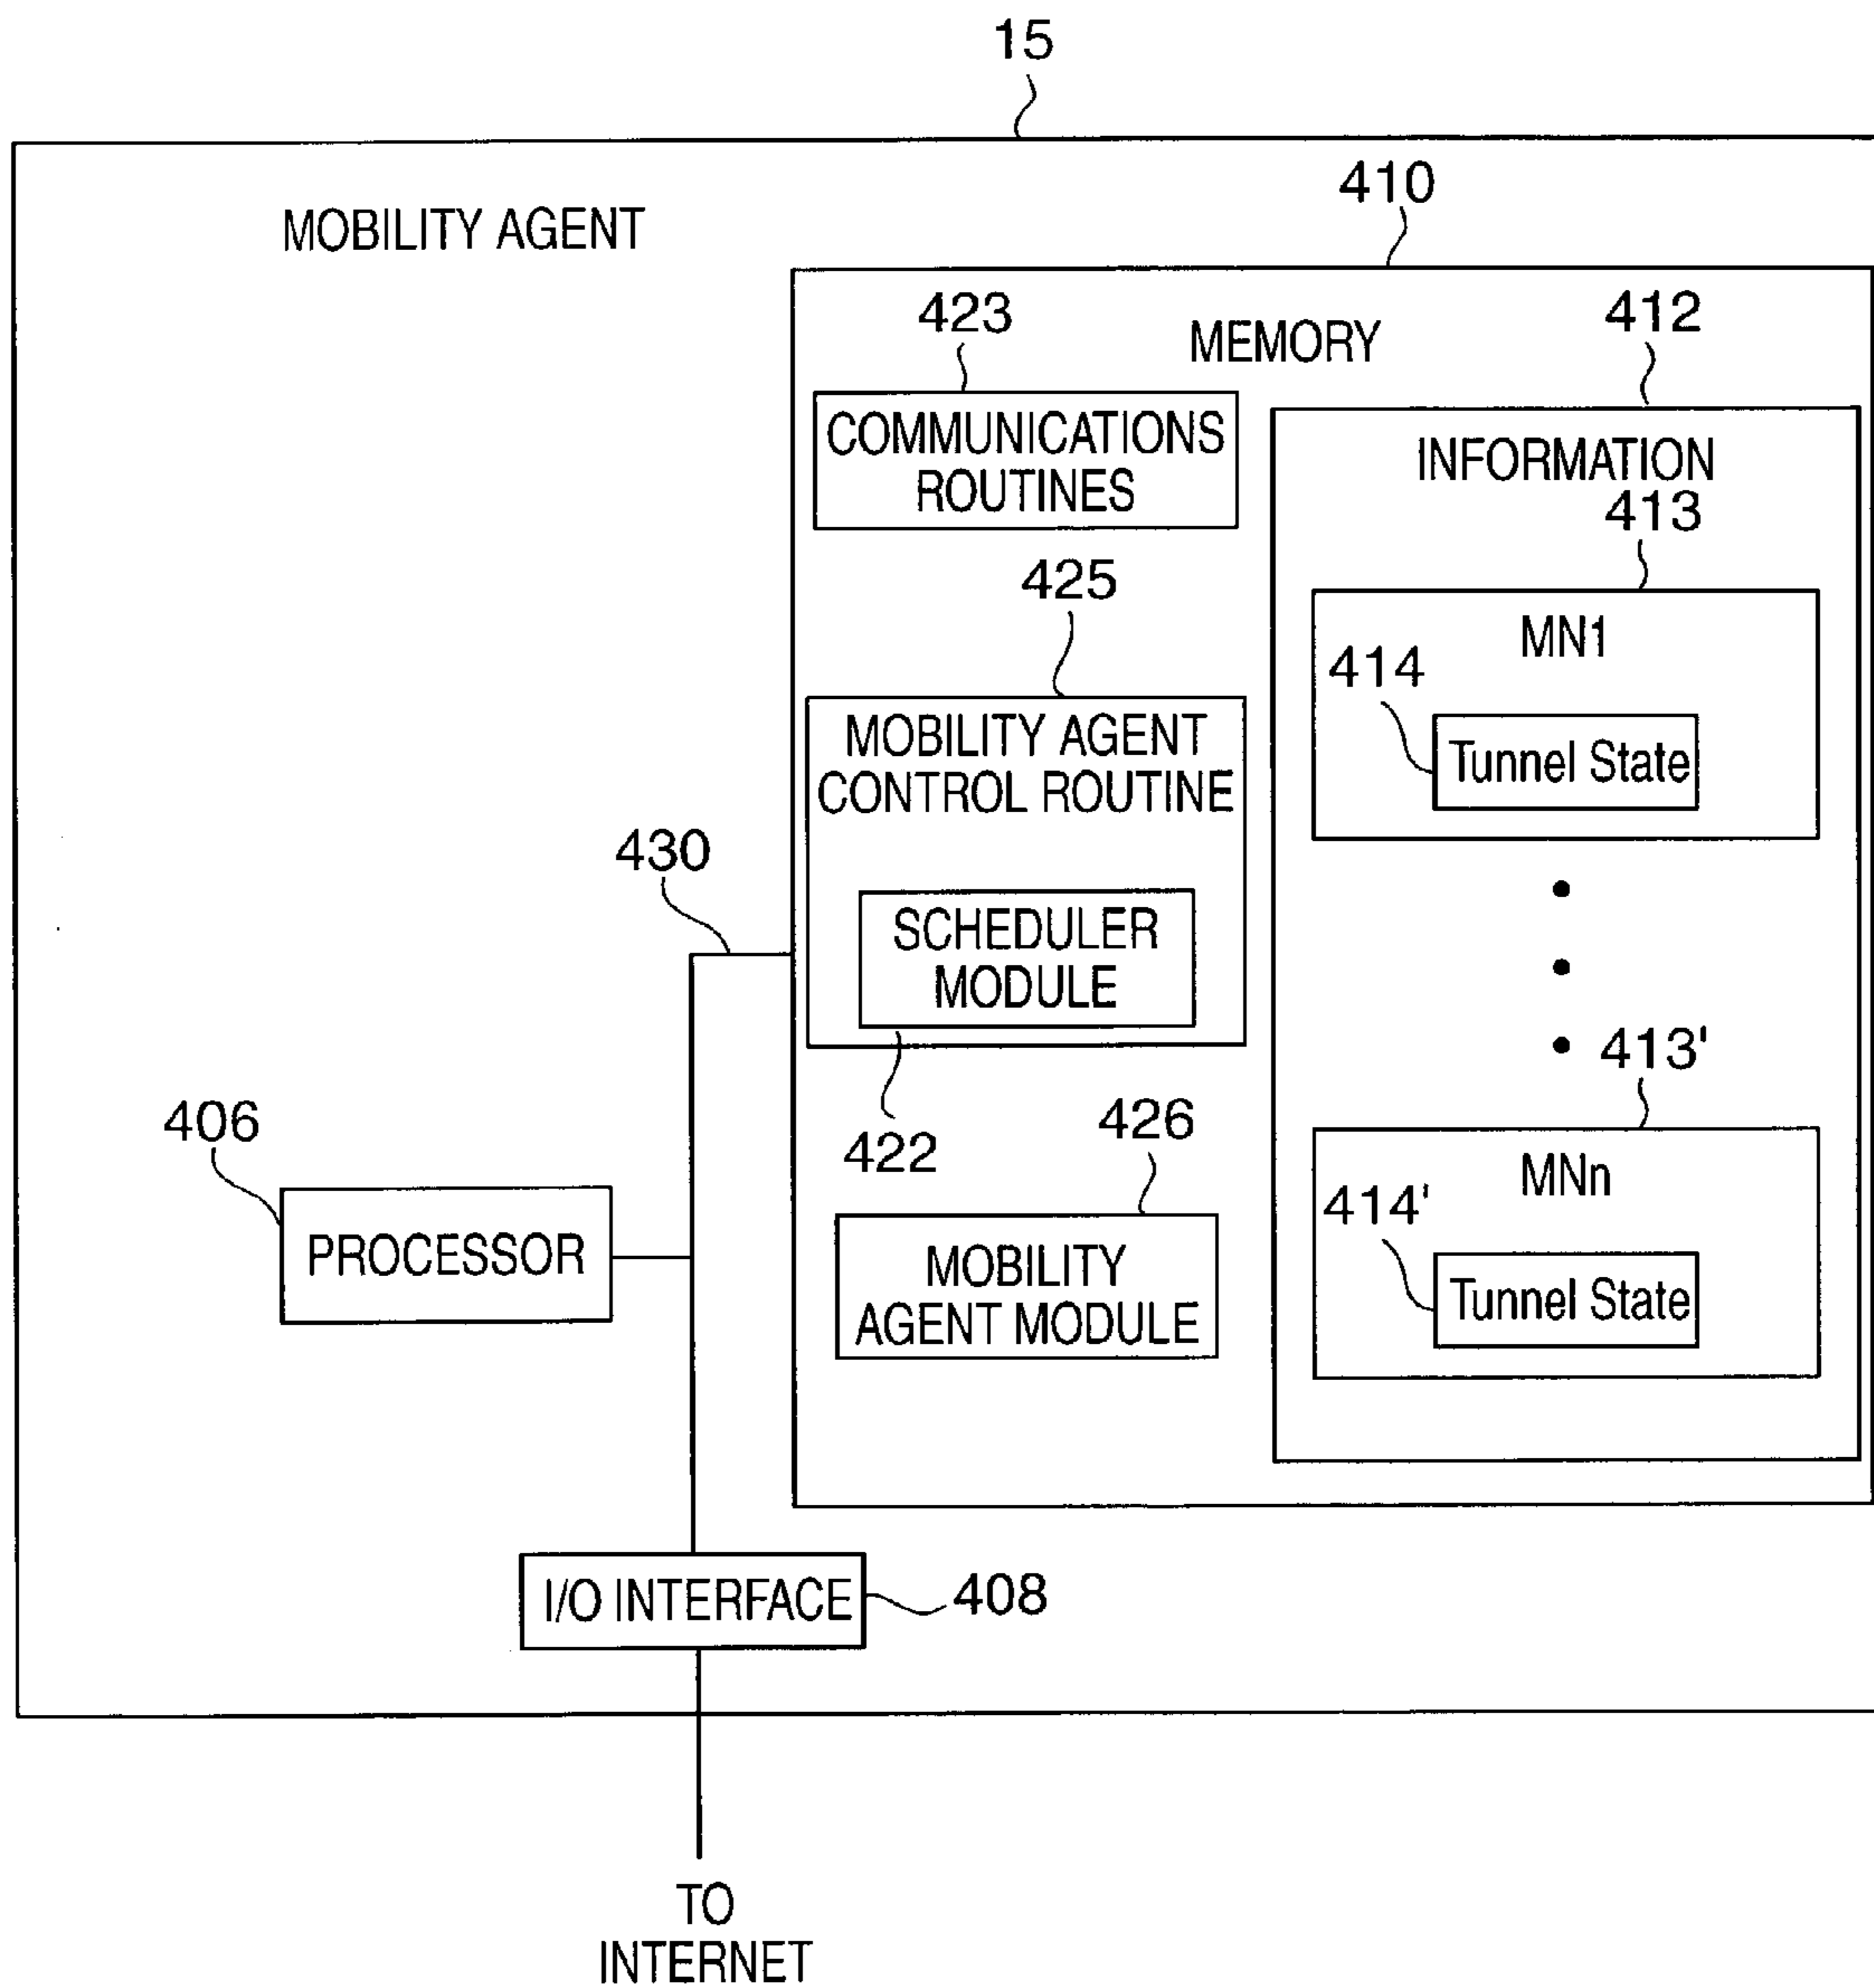 15
MOBILITY AGENT
410
MEMORY
423
COMMUNICATIONS
ROUTINES
425
MOBILITY AGENT
CONTROL ROUTINE
SCHEDULER
MODULE
422
426
MOBILITY
AGENT MODULE
412
INFORMATION
413
MN1
414
Tunnel State
413'
MNn
414'
Tunnel State
430
406
PROCESSOR
I/O INTERFACE
408
TO
INTERNET